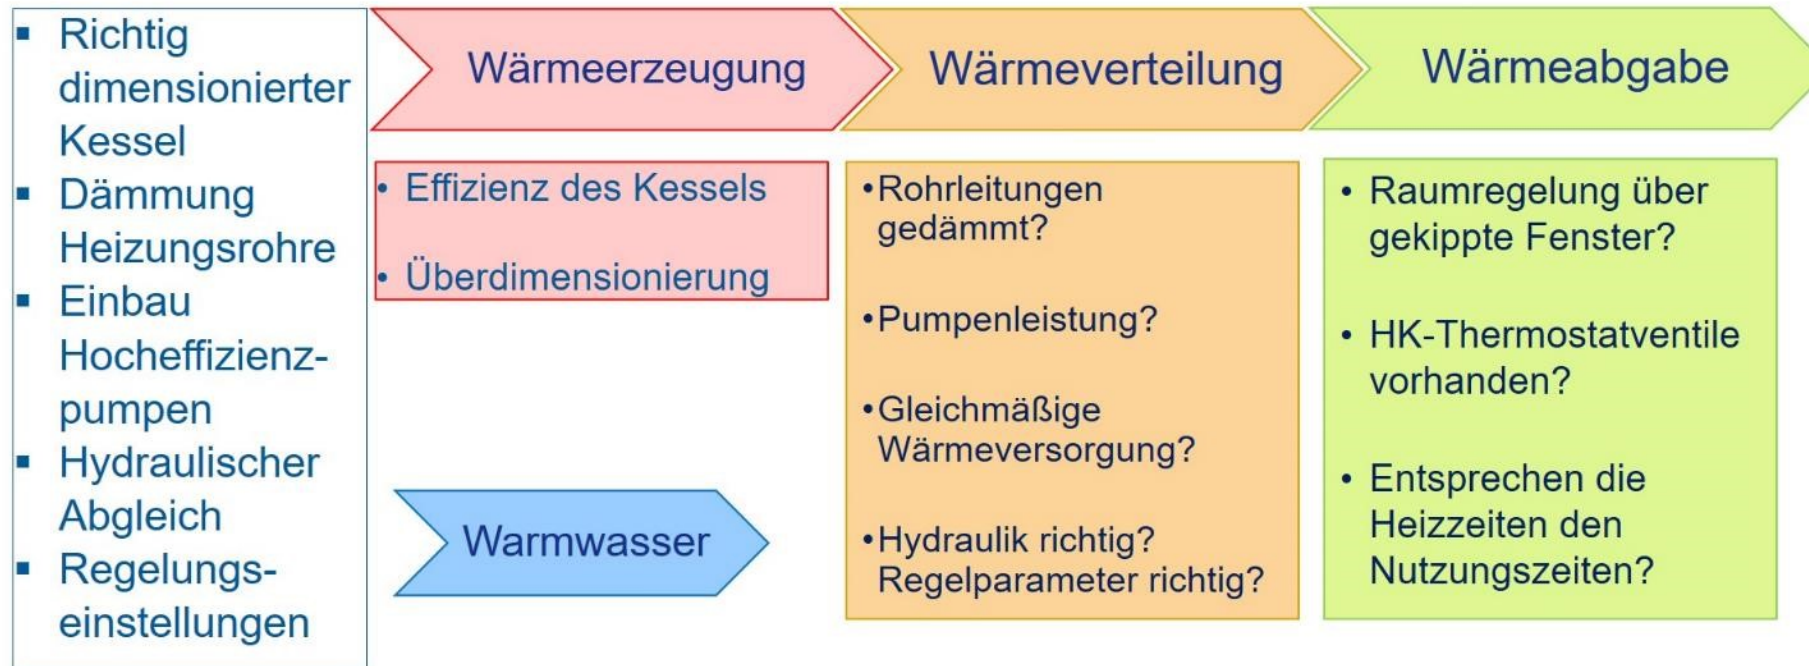 ▪ Richtig
dimensionierter
Kessel
▪ Dämmung
Heizungsrohre
▪ Einbau
Hocheffizienz-
pumpen
▪ Hydraulischer
Abgleich
▪ Regelungs-
einstellungen
Wärmeerzeugung
• Effizienz des Kessels
• Überdimensionierung
Warmwasser
Wärmeverteilung
•Rohrleitungen
gedämmt?
•Pumpenleistung?
•Gleichmäßige
Wärmeversorgung?
•Hydraulik richtig?
Regelparameter richtig?
Wärmeabgabe
• Raumregelung über
gekippte Fenster?
• HK-Thermostatventile
vorhanden?
• Entsprechen die
Heizzeiten den
Nutzungszeiten?